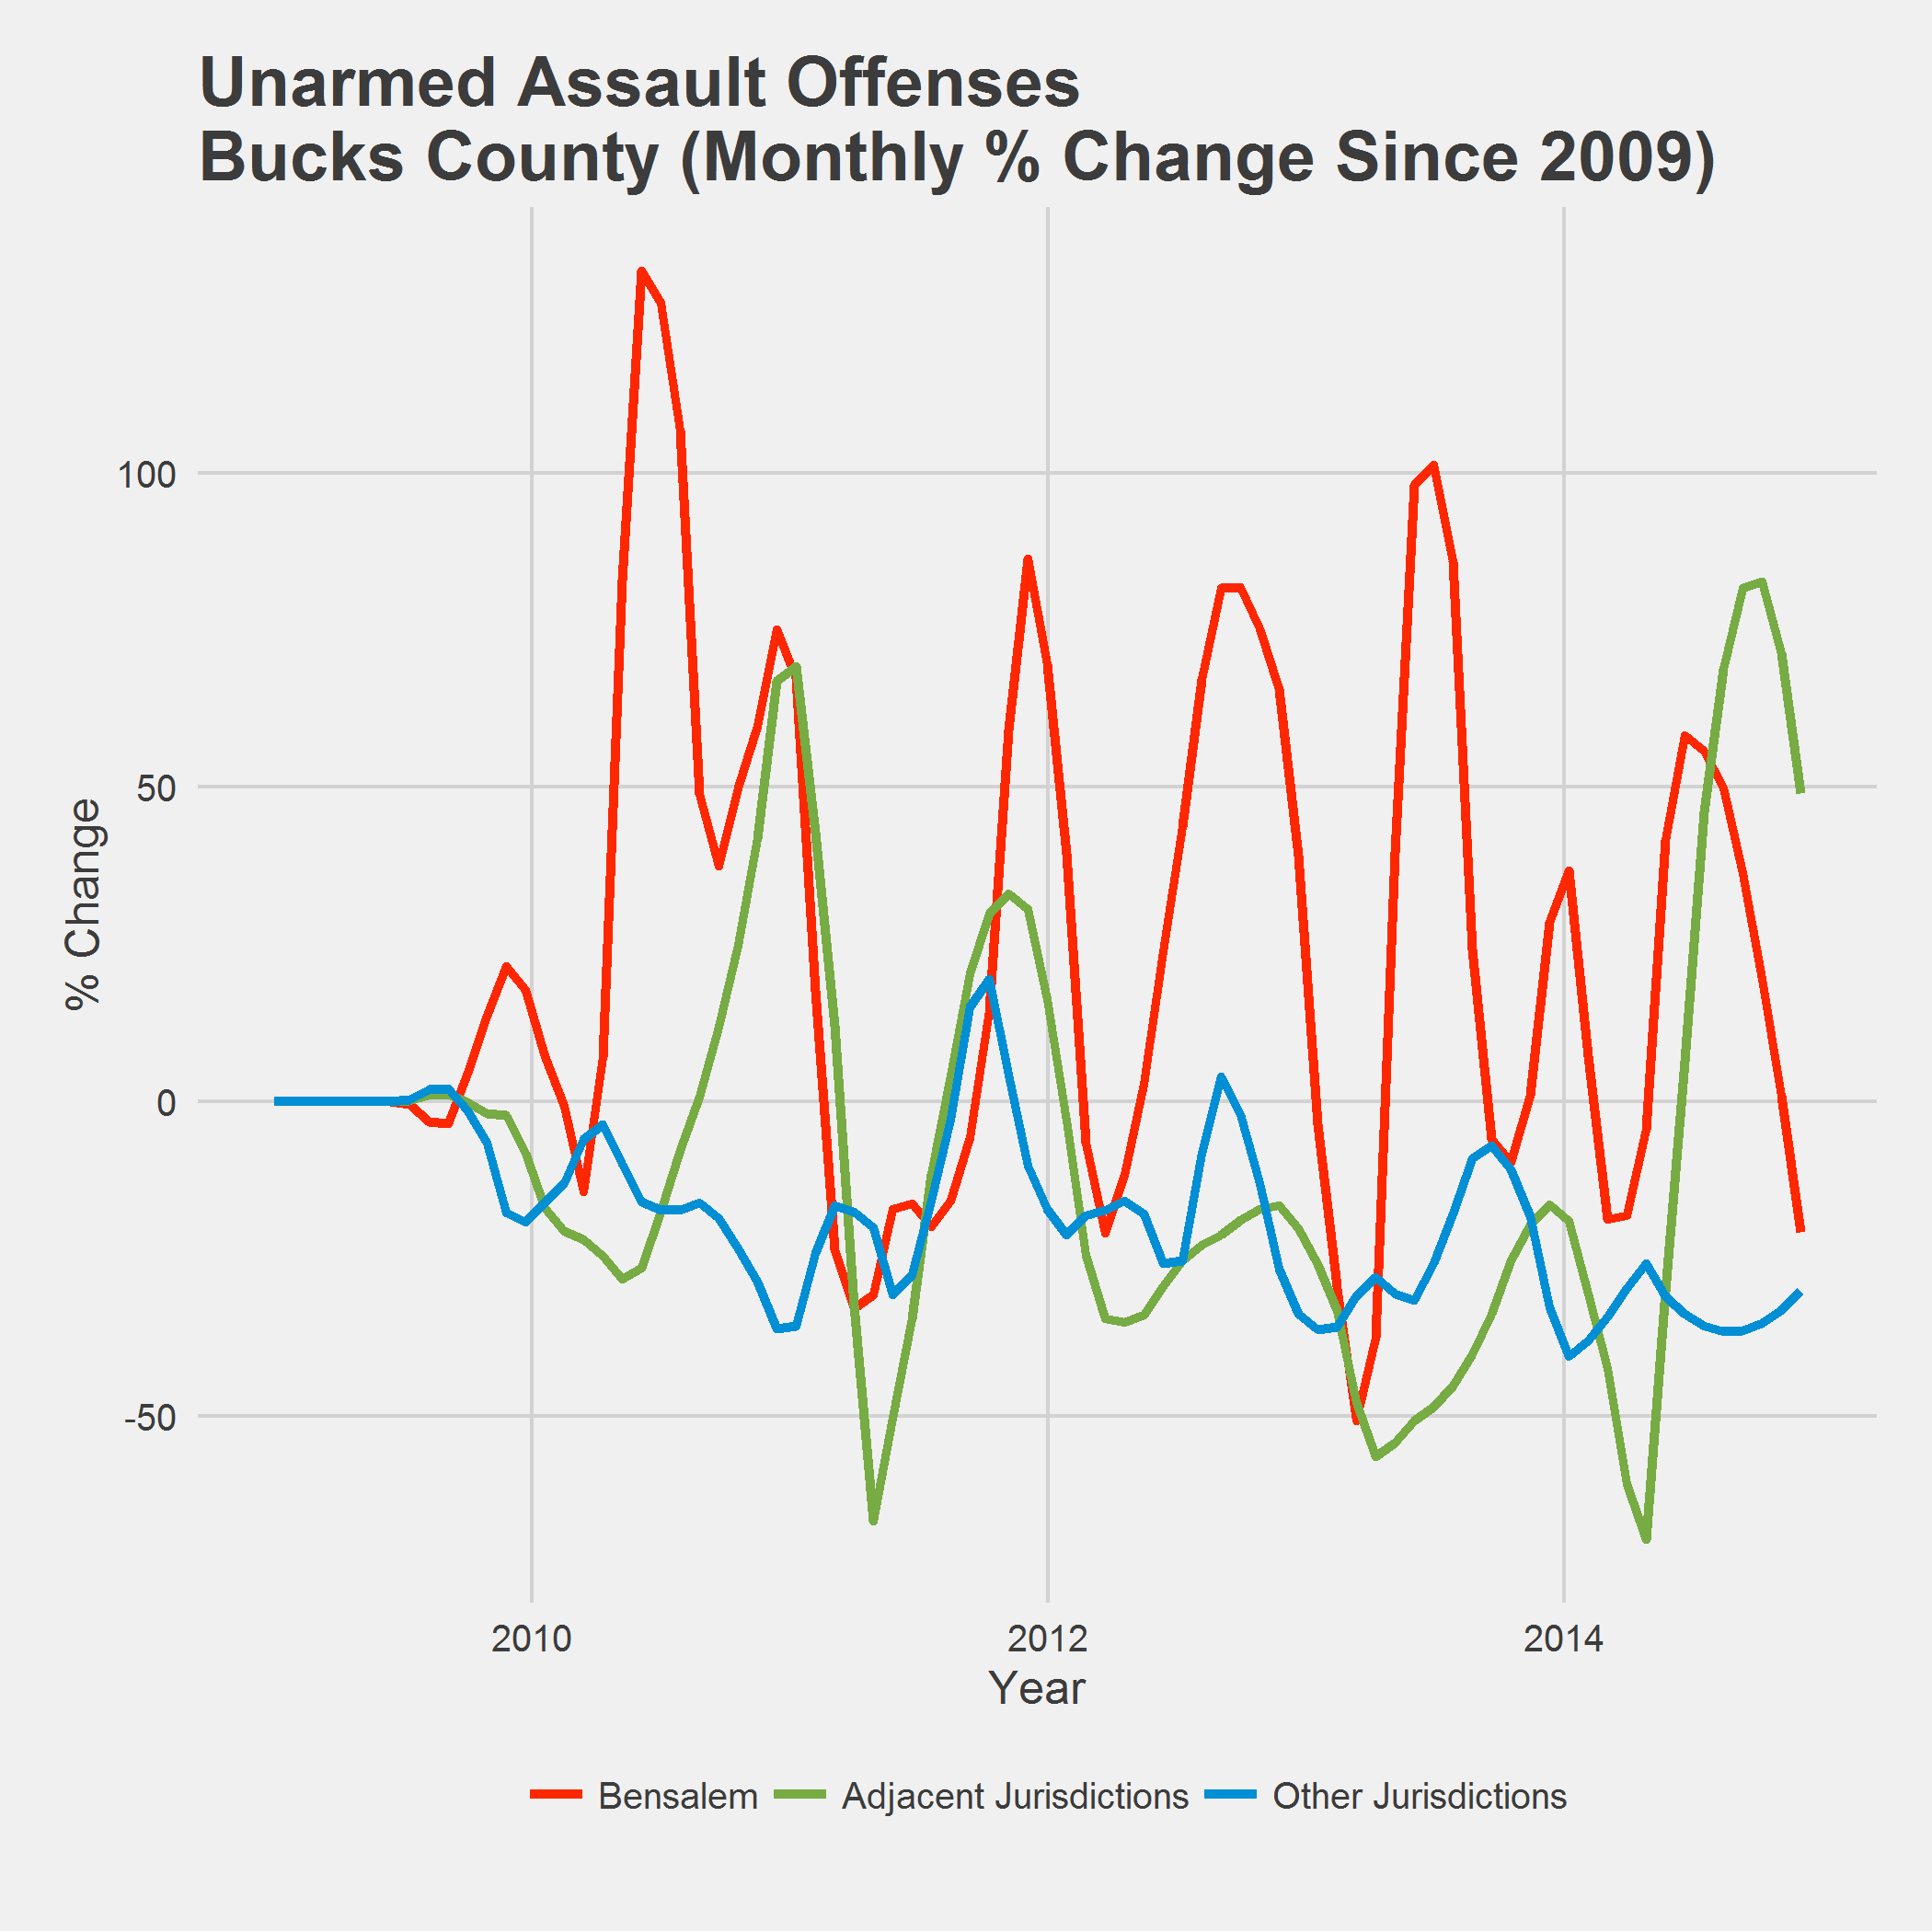 Unarmed Assault Offenses
Bucks County (Monthly % Change Since 2009)
% Change
100
50
0
-50
2010 2012 2014
Year
Bensalem Adjacent Jurisdictions Other Jurisdictions